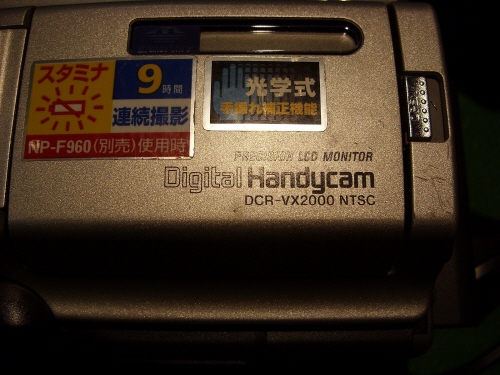 スタミナ
9時間
連続撮影
NP-F960(別売)使用時
光学式
手振れ補正機能
PRECISION LCD MONITOR
Digital Handycam
DCR-VX2000 NTSC